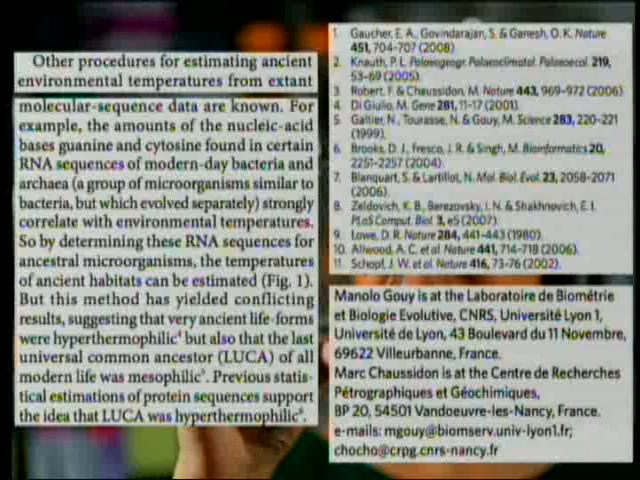 Other procedures for estimating ancient
environmental temperatures from extant
molecular-sequence data are known. For
example, the amounts of the nucleic-acid
bases guanine and cytosine found in certain
RNA sequences of modern-day bacteria and
archaea (a group of microorganisms similar to
bacteria, but which evolved separately) strongly
correlate with environmental temperatures.
So by determining these RNA sequences for
ancestral microorganisms, the temperatures
of ancient habitats can be estimated (Fig. 1).
But this method has yielded conflicting
results, suggesting that very ancient life-forms
were hyperthermophilic⁴ but also that the last
universal common ancestor (LUCA) of all
modern life was mesophilic⁵. Previous statis-
tical estimations of protein sequences support
the idea that LUCA was hyperthermophilic⁶.
1. Gaucher, E. A., Govindarajan, S. & Ganesh, O. K. Nature
451, 704-707 (2008).
2. Knauth, P. L. Palaeogeogr. Palaeoclimatol. Palaeoecol. 219,
53-69 (2005).
3. Robert, F. & Chaussidon, M. Nature 443, 969-972 (2006).
4. Di Giulio, M. Gene 281, 11-17 (2001).
5. Galtier, N., Tourasse, N. & Gouy, M. Science 283, 220-221
(1999).
6. Brooks, D. J., Fresco, J. R. & Singh, M. Bioinformatics 20,
2251-2257 (2004).
7. Blanquart, S. & Lartillot, N. Mol. Biol. Evol. 23, 2058-2071
(2006).
8. Zeldovich, K. B., Berezovsky, I. N. & Shakhnovich, E. I.
PLoS Comput. Biol. 3, e5 (2007).
9. Lowe, D. R. Nature 284, 441-443 (1980).
10. Allwood, A. C. et al. Nature 441, 714-718 (2006).
11. Schopf, J. W. et al. Nature 416, 73-76 (2002).
Manolo Gouy is at the Laboratoire de Biométrie
et Biologie Evolutive, CNRS, Université Lyon 1,
Université de Lyon, 43 Boulevard du 11 Novembre,
69622 Villeurbanne, France.
Marc Chaussidon is at the Centre de Recherches
Pétrographiques et Géochimiques,
BP 20, 54501 Vandoeuvre-les-Nancy, France.
e-mails: mgouy@biomserv.univ-lyon1.fr;
chocho@crpg.cnrs-nancy.fr